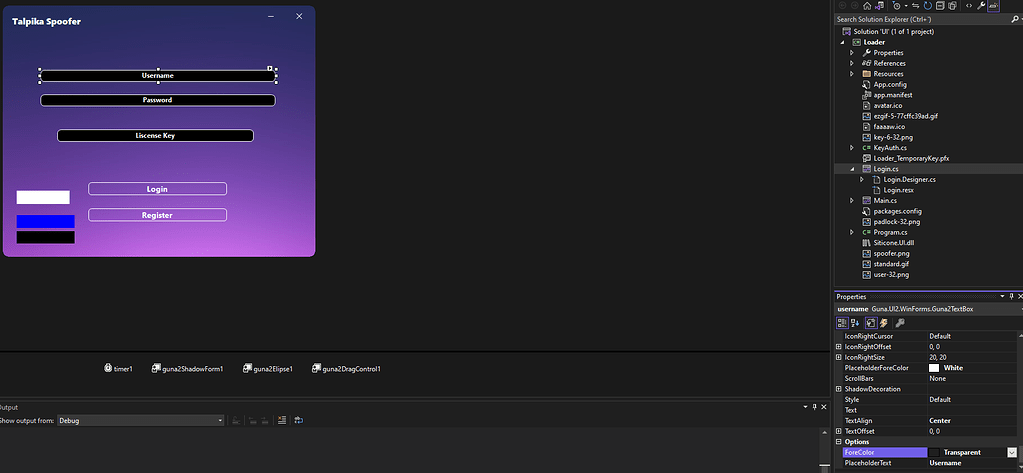 Talpika Spoofer
Username
Password
Liscense Key
Login
Register
timer1
guna2ShadowForm1
guna2Elipse1
guna2DragControl1
Output
Show output from:
Debug
Search Solution Explorer (Ctrl+¨)
Solution 'UI' (1 of 1 project)
Loader
Properties
References
Resources
App.config
app.manifest
avatar.ico
ezgif-5-77cffc39ad.gif
faaaaw.ico
key-6-32.png
KeyAuth.cs
Loader_TemporaryKey.pfx
Login.cs
Login.Designer.cs
Login.resx
Main.cs
packages.config
padlock-32.png
Program.cs
Siticone.UI.dll
spoofer.png
standard.gif
user-32.png
Properties
username Guna.UI2.WinForms.Guna2TextBox
IconRightCursor Default
IconRightOffset 0, 0
IconRightSize 20, 20
PlaceholderForeColor White
ScrollBars None
ShadowDecoration
Style Default
Text
TextAlign Center
TextOffset 0, 0
Options
ForeColor Transparent
PlaceholderText Username